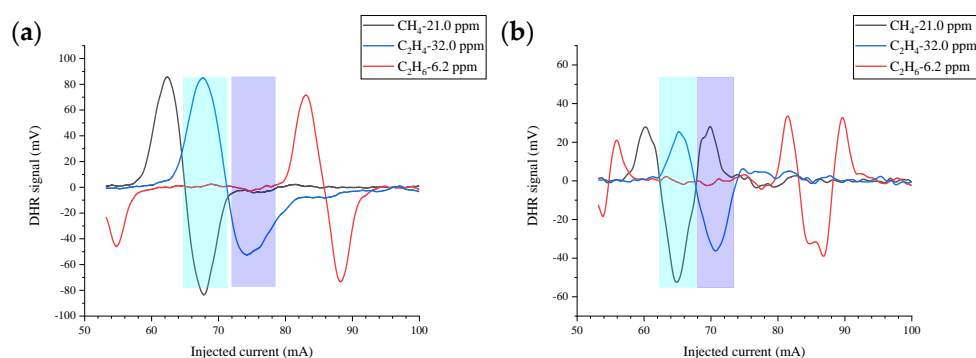 (a)
CH₄-21.0 ppm
C₂H₄-32.0 ppm
C₂H₆-6.2 ppm
100
80
60
40
20
0
-20
-40
-60
-80
-100
DHR signal (mV)
50 60 70 80 90 100
Injected current (mA)
(b)
CH₄-21.0 ppm
C₂H₄-32.0 ppm
C₂H₆-6.2 ppm
80
60
40
20
0
-20
-40
-60
DHR signal (mV)
50 60 70 80 90 100
Injected current (mA)